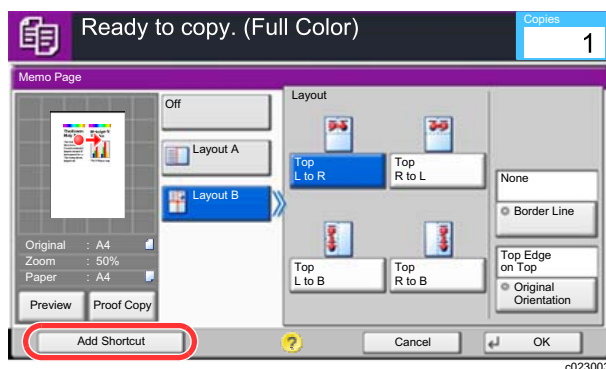 Ready to copy. (Full Color)
Copies
1
Memo Page
Off
Layout A
Layout B
Layout
Top
L to R
Top
R to L
Top
L to B
Top
R to B
None
Border Line
Top Edge
on Top
Original
Orientation
Original : A4
Zoom : 50%
Paper : A4
Preview
Proof Copy
Add Shortcut
?
Cancel
OK